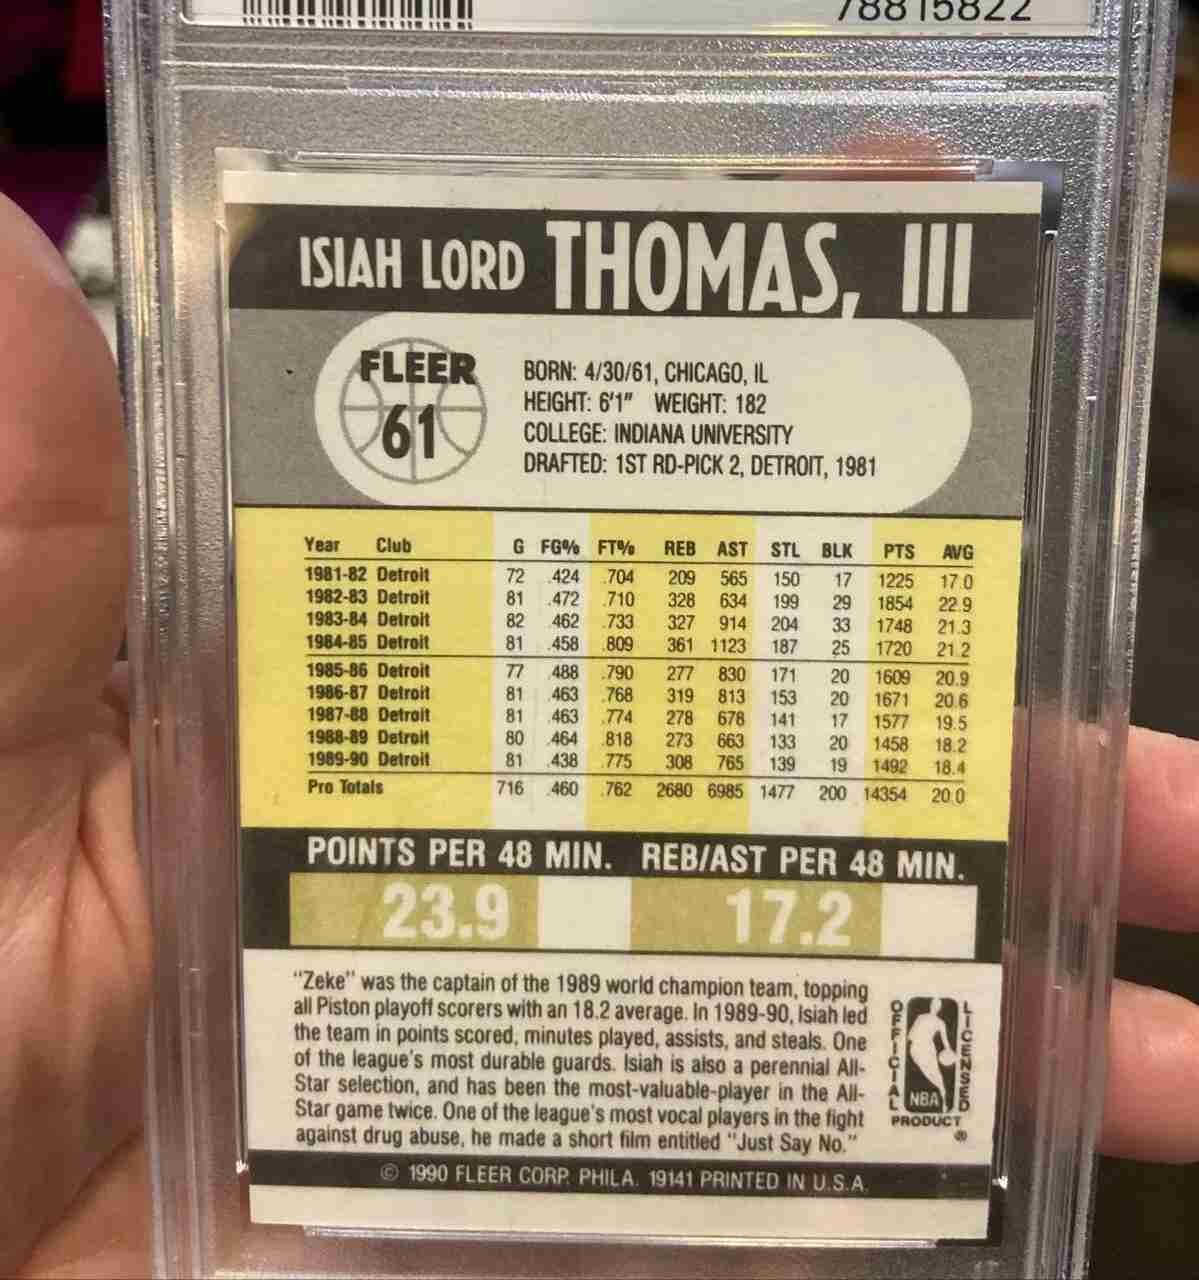 78815822
ISIAH LORD THOMAS, III
FLEER
61
BORN: 4/30/61, CHICAGO, IL
HEIGHT: 6'1" WEIGHT: 182
COLLEGE: INDIANA UNIVERSITY
DRAFTED: 1ST RD-PICK 2, DETROIT, 1981
Year Club G FG% FT% REB AST STL BLK PTS AVG
1981-82 Detroit 72 .424 .704 209 565 150 17 1225 17.0
1982-83 Detroit 81 .472 .710 328 634 199 29 1854 22.9
1983-84 Detroit 82 .462 .733 327 914 204 33 1748 21.3
1984-85 Detroit 81 .458 .809 361 1123 187 25 1720 21.2
1985-86 Detroit 77 .488 .790 277 830 171 20 1609 20.9
1986-87 Detroit 81 .463 .768 319 813 153 20 1671 20.6
1987-88 Detroit 81 .463 .774 278 678 141 17 1577 19.5
1988-89 Detroit 80 .464 .818 273 663 133 20 1458 18.2
1989-90 Detroit 81 .438 .775 308 765 139 19 1492 18.4
Pro Totals 716 .460 .762 2680 6985 1477 200 14354 20.0
POINTS PER 48 MIN. REB/AST PER 48 MIN.
23.9 17.2
"Zeke" was the captain of the 1989 world champion team, topping
all Piston playoff scorers with an 18.2 average. In 1989-90, Isiah led
the team in points scored, minutes played, assists, and steals. One
of the league's most durable guards. Isiah is also a perennial All-
Star selection, and has been the most-valuable-player in the All-
Star game twice. One of the league's most vocal players in the fight
against drug abuse, he made a short film entitled "Just Say No."
OFFICIAL
LICENSED
NBA
PRODUCT
®
© 1990 FLEER CORP. PHILA. 19141 PRINTED IN U.S.A.